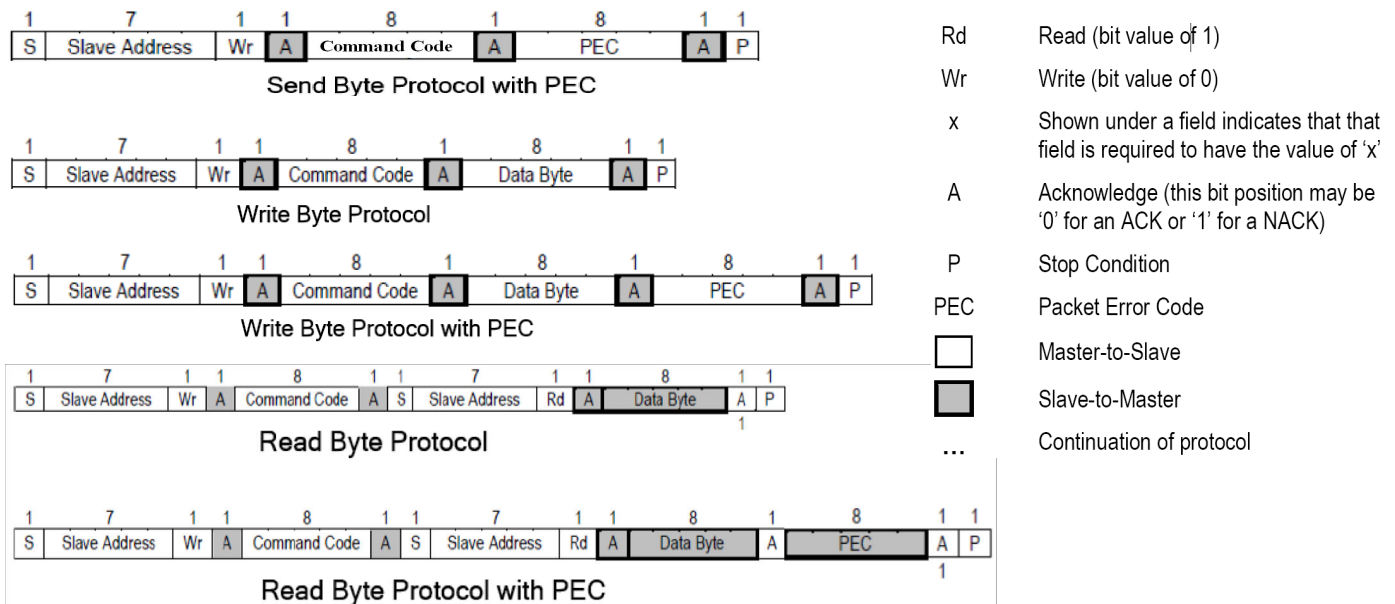 1 7 1 1 8 1 8 1 1
S Slave Address Wr A Command Code A PEC A P
Send Byte Protocol with PEC
1 7 1 1 8 1 8 1 1
S Slave Address Wr A Command Code A Data Byte A P
Write Byte Protocol
1 7 1 1 8 1 8 1 8 1 1
S Slave Address Wr A Command Code A Data Byte A PEC A P
Write Byte Protocol with PEC
1 7 1 1 8 1 1 7 1 1 8 1 1
S Slave Address Wr A Command Code A S Slave Address Rd A Data Byte A P
1
Read Byte Protocol
1 7 1 1 8 1 1 7 1 1 8 1 8 1 1
S Slave Address Wr A Command Code A S Slave Address Rd A Data Byte A PEC A P
1
Read Byte Protocol with PEC
Rd Read (bit value of 1)
Wr Write (bit value of 0)
x Shown under a field indicates that that
field is required to have the value of ‘x’
A Acknowledge (this bit position may be
‘0’ for an ACK or ‘1’ for a NACK)
P Stop Condition
PEC Packet Error Code
Master-to-Slave
Slave-to-Master
... Continuation of protocol